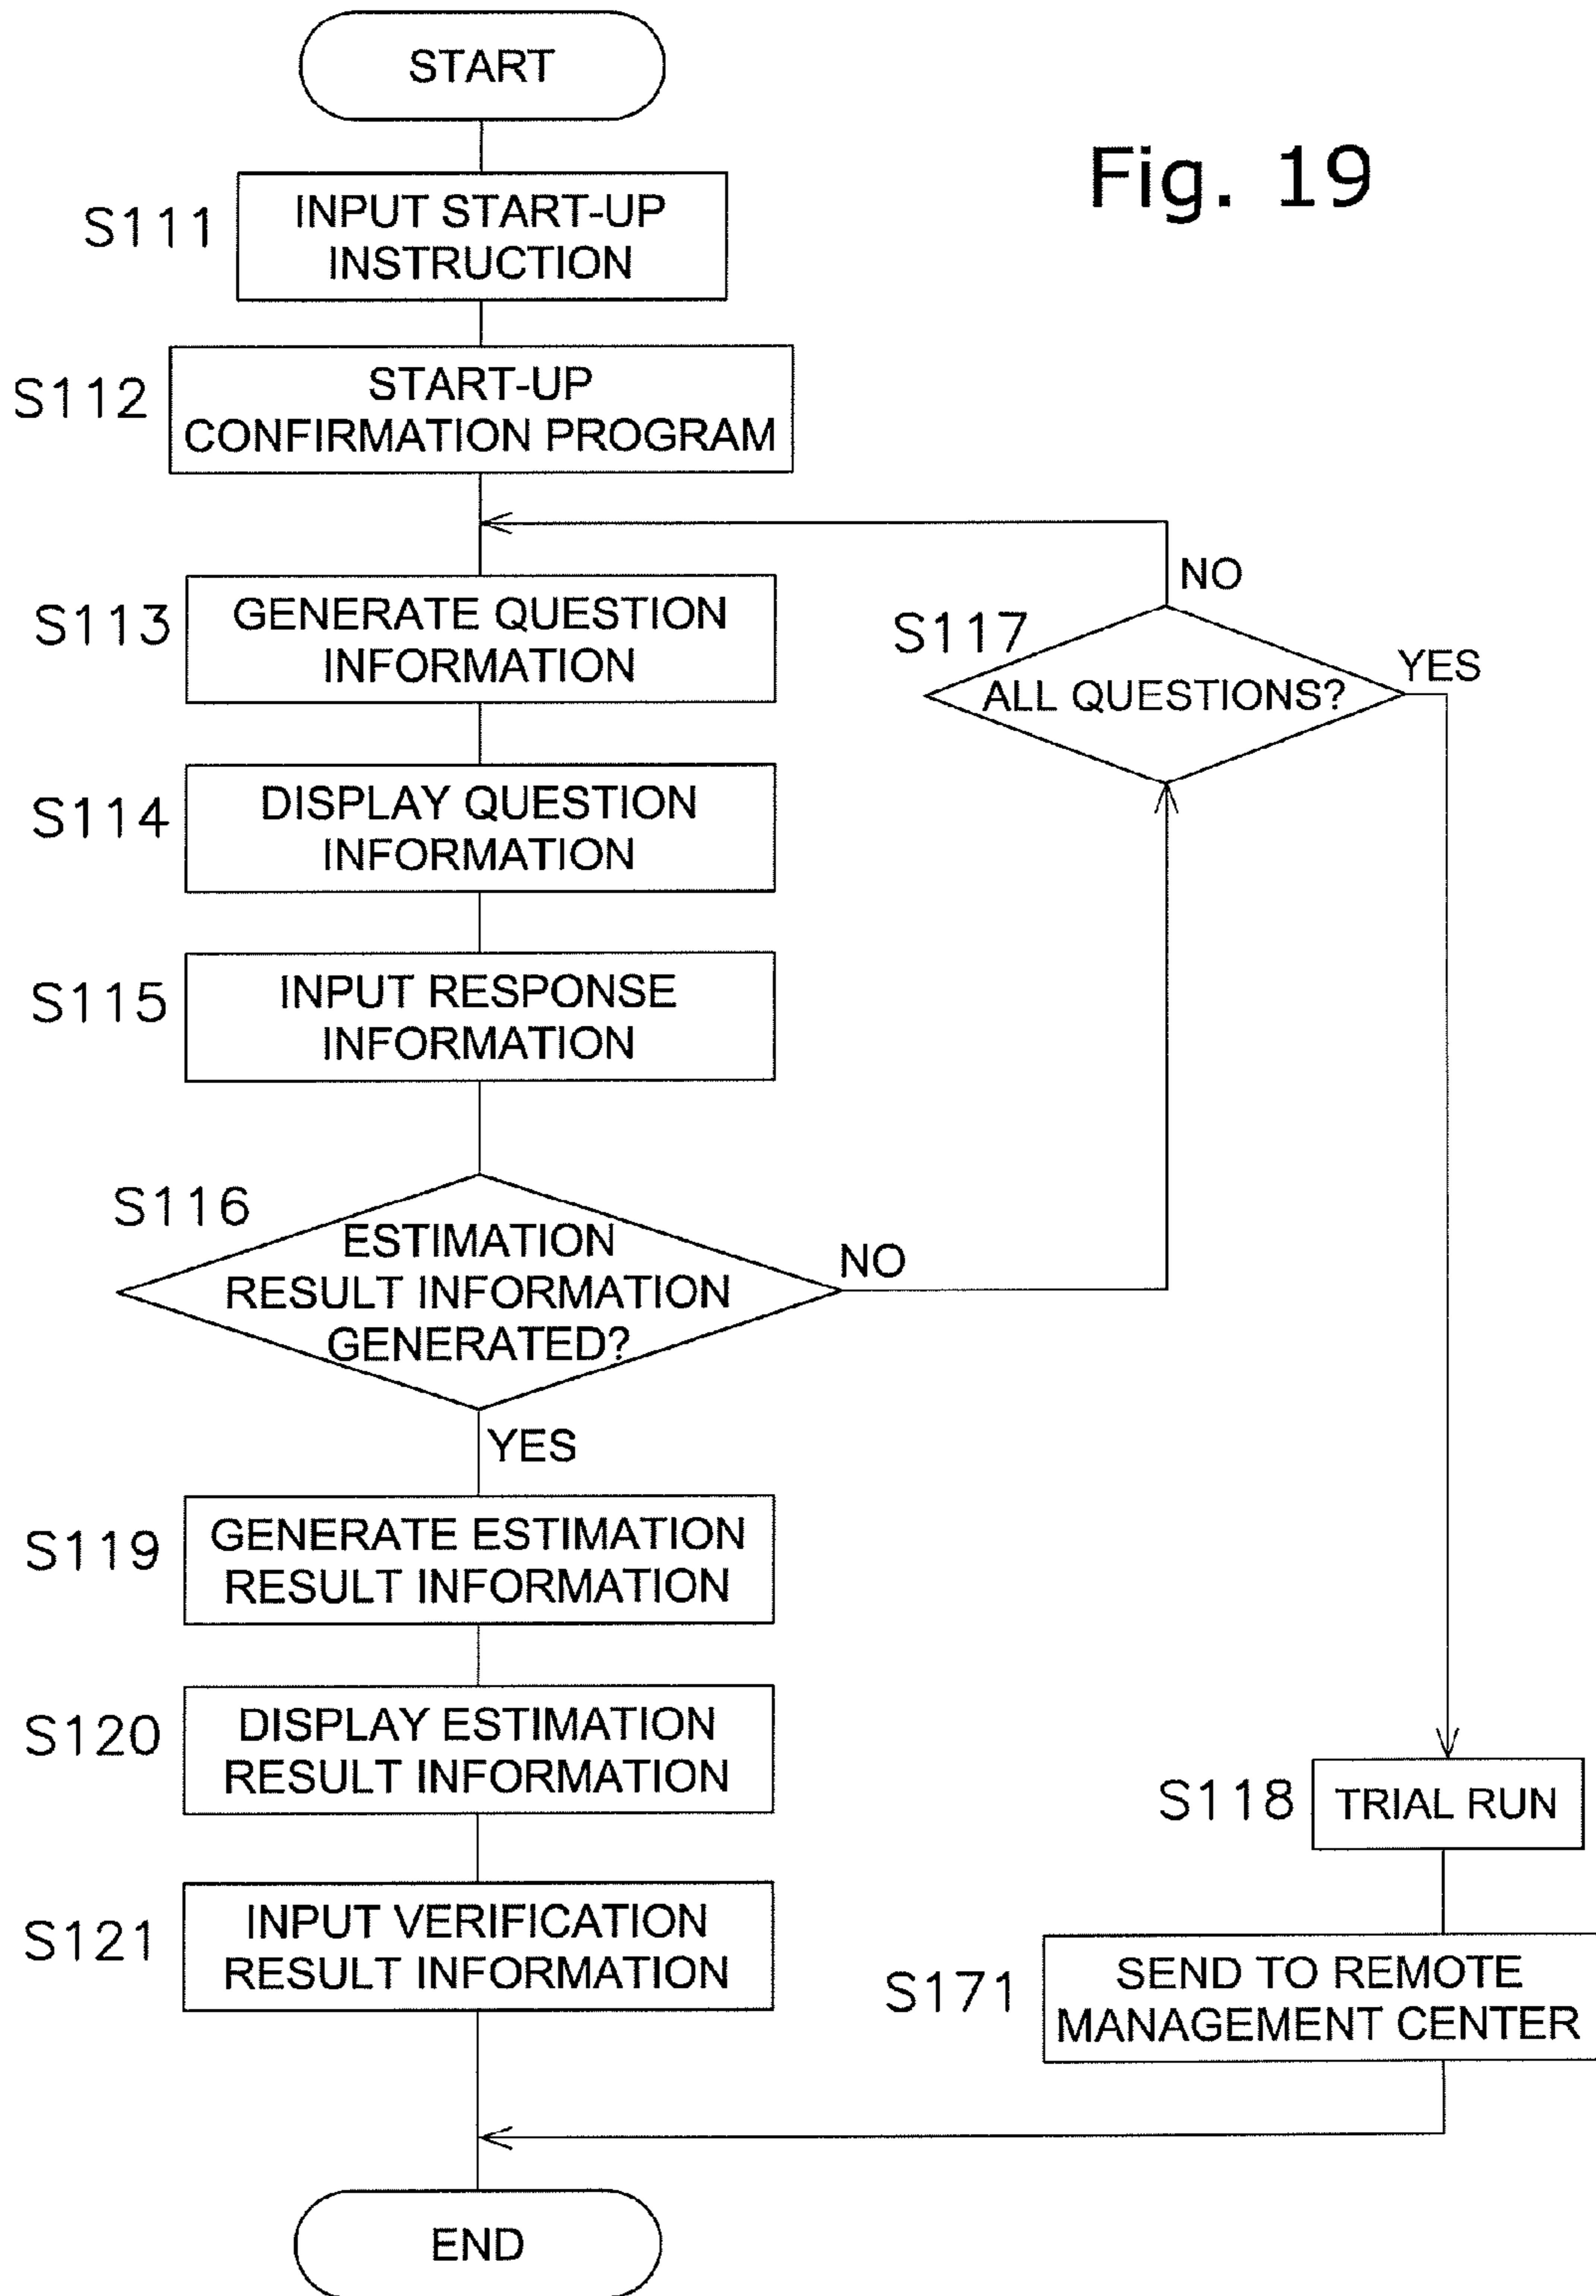 START
Fig. 19
S111
INPUT START-UP
INSTRUCTION
S112
START-UP
CONFIRMATION PROGRAM
NO
S113
GENERATE QUESTION
INFORMATION
S117
ALL QUESTIONS?
YES
S114
DISPLAY QUESTION
INFORMATION
S115
INPUT RESPONSE
INFORMATION
S116
ESTIMATION
RESULT INFORMATION
GENERATED?
NO
YES
S119
GENERATE ESTIMATION
RESULT INFORMATION
S120
DISPLAY ESTIMATION
RESULT INFORMATION
S118
TRIAL RUN
S121
INPUT VERIFICATION
RESULT INFORMATION
S171
SEND TO REMOTE
MANAGEMENT CENTER
END